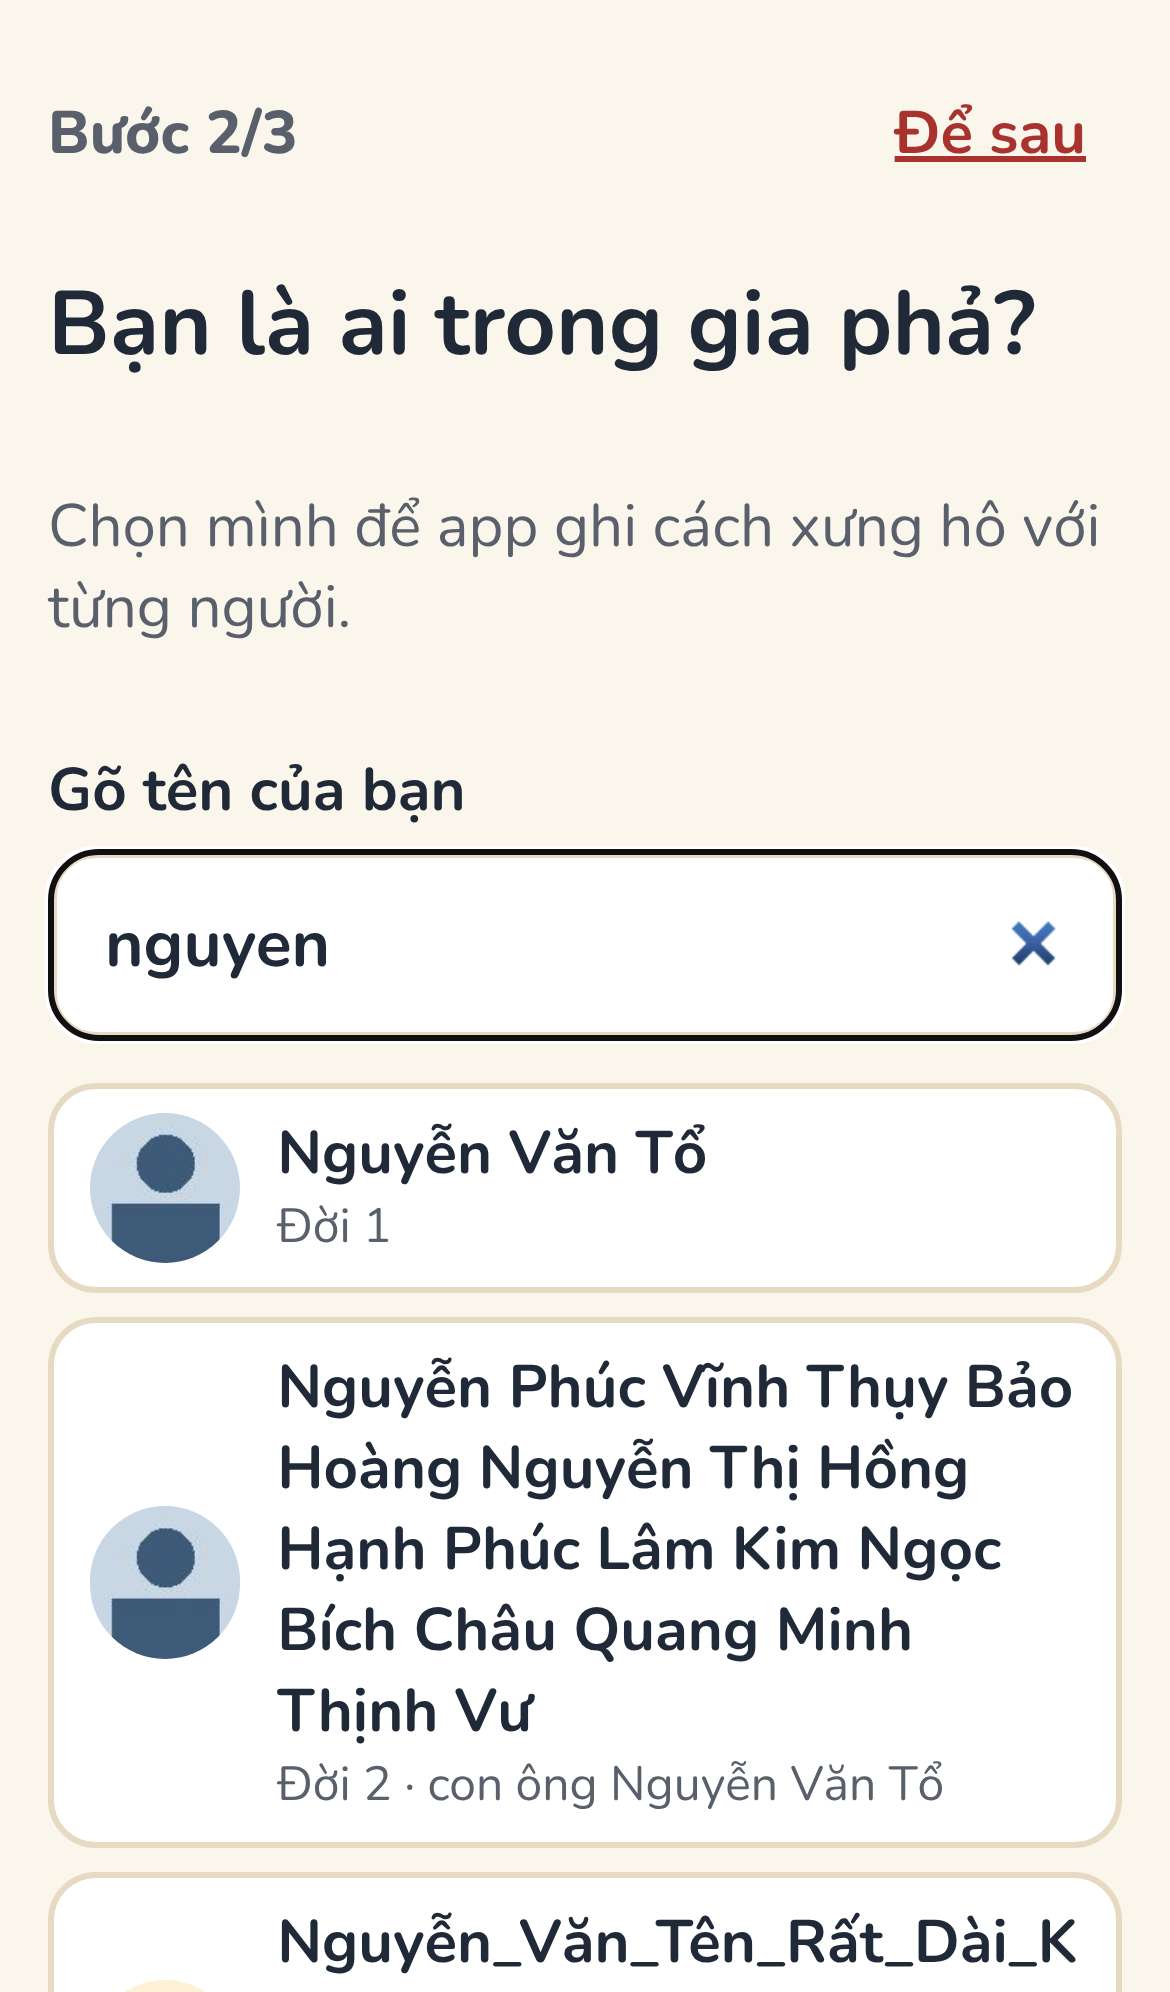 Bước 2/3
Để sau
Bạn là ai trong gia phả?
Chọn mình để app ghi cách xưng hô với
từng người.
Gõ tên của bạn
nguyen
Nguyễn Văn Tổ
Đời 1
Nguyễn Phúc Vĩnh Thụy Bảo
Hoàng Nguyễn Thị Hồng
Hạnh Phúc Lâm Kim Ngọc
Bích Châu Quang Minh
Thịnh Vư
Đời 2 · con ông Nguyễn Văn Tổ
Nguyễn_Văn_Tên_Rất_Dài_K